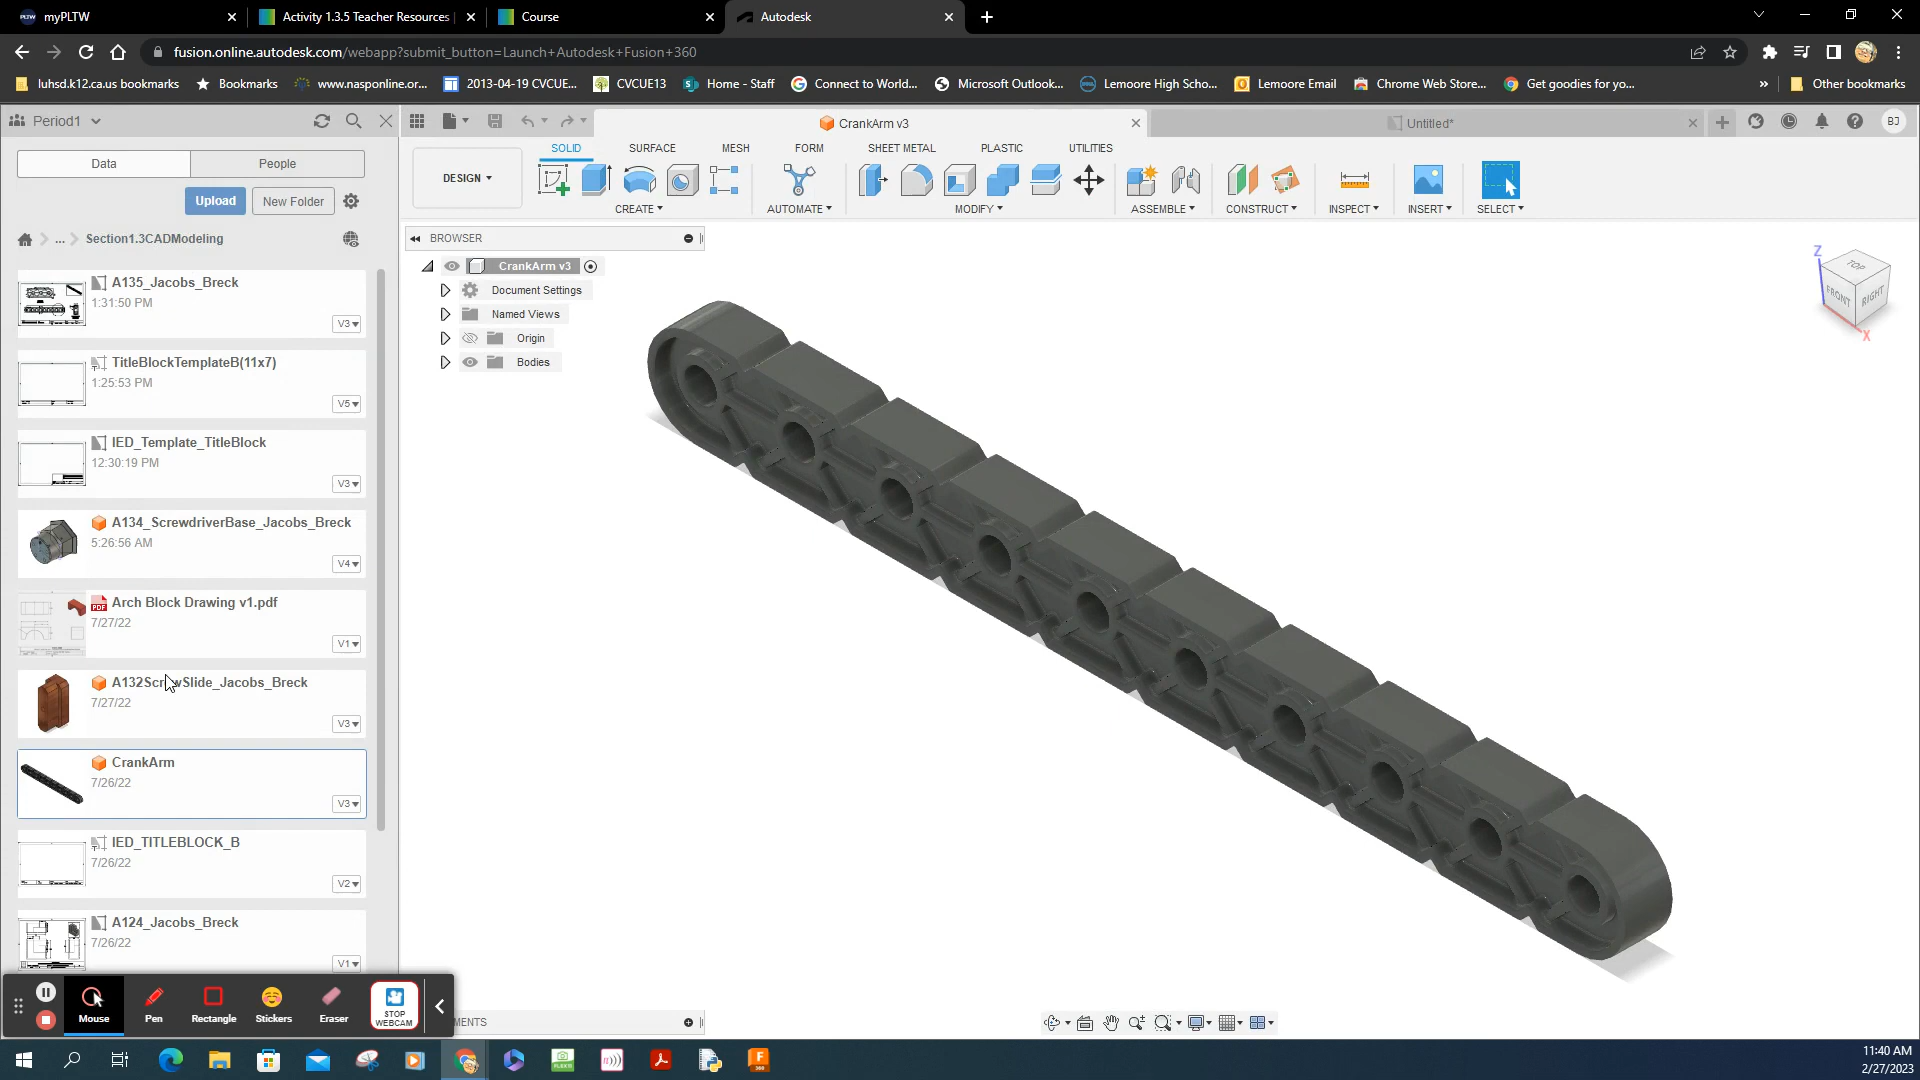 myPLTW
Activity 1.3.5 Teacher Resources
Course
Autodesk
fusion.online.autodesk.com/webapp?submit_button=Launch+Autodesk+Fusion+360
luhsd.k12.ca.us bookmarks
Bookmarks
www.nasponline.or...
2013-04-19 CVCUE...
CVCUE13
Home - Staff
Connect to World...
Microsoft Outlook...
Lemoore High Scho...
Lemoore Email
Chrome Web Store...
Get goodies for yo...
»
Other bookmarks
Period1
CrankArm v3
Untitled*
BJ
Data
People
Upload
New Folder
... Section1.3CADModeling
DESIGN
SOLID
SURFACE
MESH
FORM
SHEET METAL
PLASTIC
UTILITIES
CREATE
AUTOMATE
MODIFY
ASSEMBLE
CONSTRUCT
INSPECT
INSERT
SELECT
BROWSER
CrankArm v3
Document Settings
Named Views
Origin
Bodies
Z
TOP
FRONT
RIGHT
X
A135_Jacobs_Breck
1:31:50 PM
V3
TitleBlockTemplateB(11x7)
1:25:53 PM
V5
IED_Template_TitleBlock
12:30:19 PM
V3
A134_ScrewdriverBase_Jacobs_Breck
5:26:56 AM
V4
PDF
Arch Block Drawing v1.pdf
7/27/22
V1
7/27/22
V3
CrankArm
7/26/22
V3
IED_TITLEBLOCK_B
7/26/22
V2
A124_Jacobs_Breck
7/26/22
V1
Mouse
Pen
Rectangle
Stickers
Eraser
STOP
WEBCAM
MENTS
11:40 AM
2/27/2023